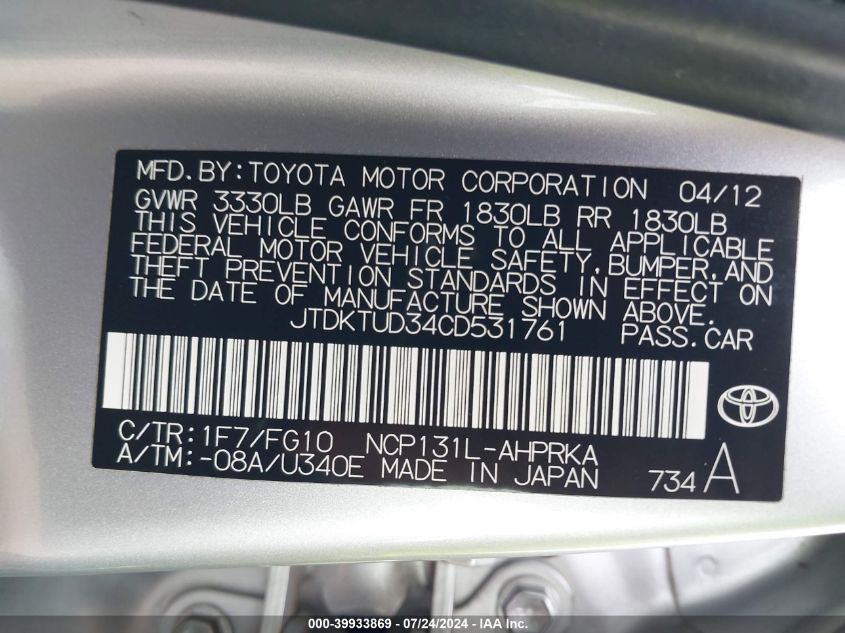 MFD.BY:TOYOTA MOTOR CORPORATION 04/12
GVWR 3330LB GAWR FR 1830LB RR 1830LB
THIS VEHICLE CONFORMS TO ALL APPLICABLE
FEDERAL MOTOR VEHICLE SAFETY,BUMPER,AND
THEFT PREVENTION STANDARDS IN EFFECT ON
THE DATE OF MANUFACTURE SHOWN ABOVE.
JTDKTUD34CD531761 PASS.CAR
C/TR:1F7/FG10 NCP131L-AHPRKA
A/TM:-08A/U340E MADE IN JAPAN 734A
000-39933869 - 07/24/2024 - IAA Inc.